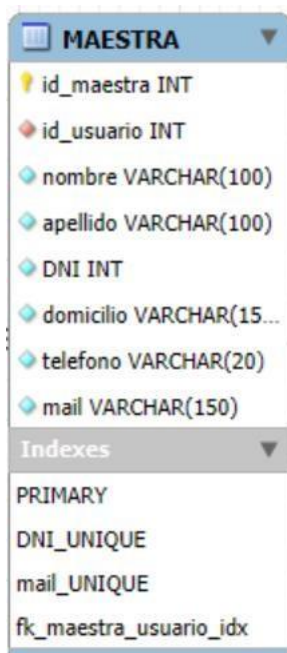 MAESTRA
id_maestra INT
id_usuario INT
nombre VARCHAR(100)
apellido VARCHAR(100)
DNI INT
domicilio VARCHAR(15...
telefono VARCHAR(20)
mail VARCHAR(150)
Indexes
PRIMARY
DNI_UNIQUE
mail_UNIQUE
fk_maestra_usuario_idx